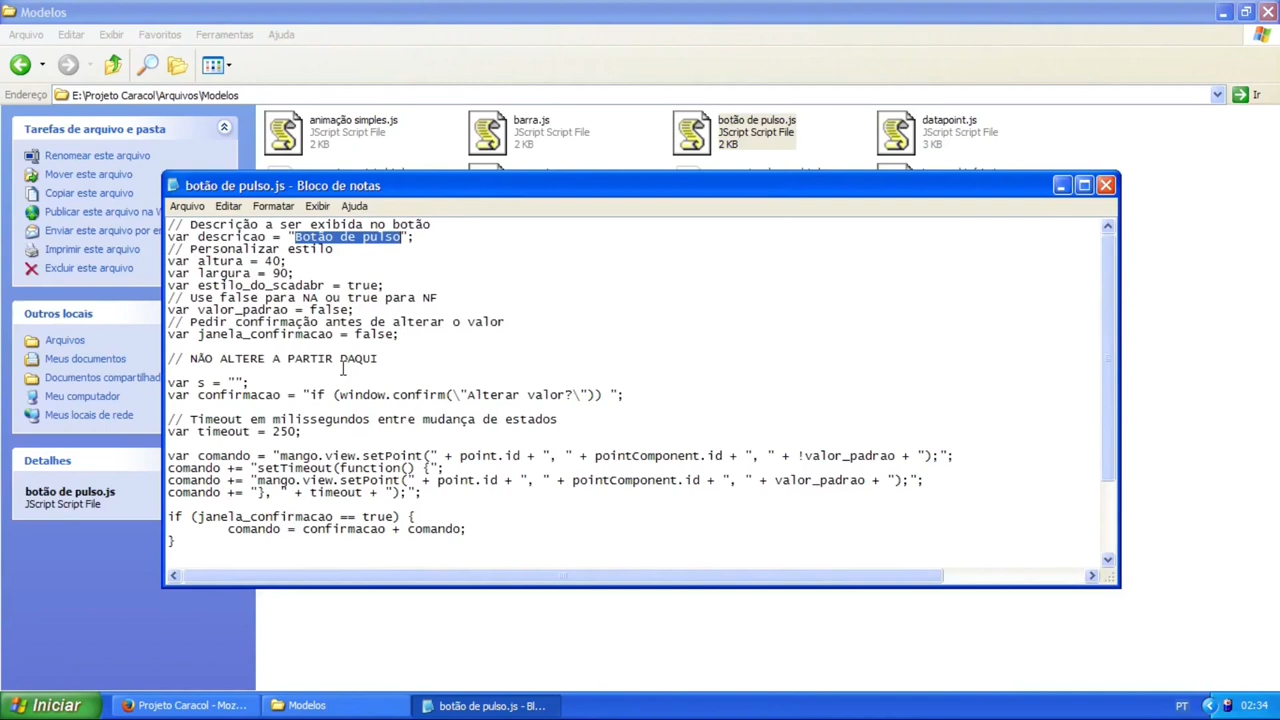 Modelos
Arquivo Editar Exibir Favoritos Ferramentas Ajuda
Endereço E:\Projeto Caracol\Arquivos\Modelos Ir
Tarefas de arquivo e pasta
Renomear este arquivo
Mover este arquivo
Copiar este arquivo
Publicar este arquivo na W
Enviar este arquivo por e
Imprimir este arquivo
Excluir este arquivo
Outros locais
Arquivos
Meus documentos
Documentos compartilhad
Meu computador
Meus locais de rede
Detalhes
botão de pulso.js
JScript Script File
animação simples.js
JScript Script File
2 KB
barra.js
JScript Script File
2 KB
botão de pulso.js
JScript Script File
2 KB
datapoint.js
JScript Script File
3 KB
botão de pulso.js - Bloco de notas
Arquivo Editar Formatar Exibir Ajuda
// Descrição a ser exibida no botão
var descricao = "Botão de pulso";
// Personalizar estilo
var altura = 40;
var largura = 90;
var estilo_do_scadabr = true;
// Use false para NA ou true para NF
var valor_padrao = false;
// Pedir confirmação antes de alterar o valor
var janela_confirmacao = false;
// NÃO ALTERE A PARTIR DAQUI
var s = "";
var confirmacao = "if (window.confirm(\"Alterar valor?\")) ";
// Timeout em milissegundos entre mudança de estados
var timeout = 250;
var comando = "mango.view.setPoint(" + point.id + ", " + pointComponent.id + ", " + !valor_padrao + ");";
comando += "setTimeout(function() {";
comando += "mango.view.setPoint(" + point.id + ", " + pointComponent.id + ", " + valor_padrao + ");";
comando += "}, " + timeout + ");";
if (janela_confirmacao == true) {
comando = confirmacao + comando;
}
Iniciar Projeto Caracol - Moz... Modelos botão de pulso.js - Bl... PT 02:34